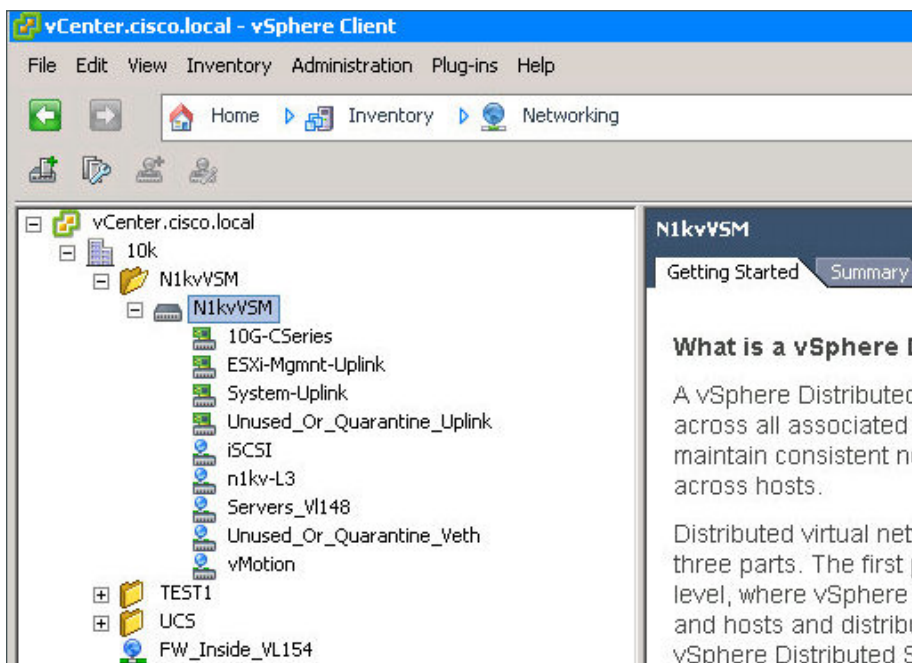 vCenter.cisco.local - vSphere Client
File Edit View Inventory Administration Plug-ins Help
Home Inventory Networking
vCenter.cisco.local
10k
N1kvVSM
N1kvVSM
10G-CSeries
ESXi-Mgmnt-Uplink
System-Uplink
Unused_Or_Quarantine_Uplink
iSCSI
n1kv-L3
Servers_Vl148
Unused_Or_Quarantine_Veth
vMotion
TEST1
UCS
FW_Inside_VL154
N1kvVSM
Getting Started Summary
What is a vSphere
A vSphere Distributed
across all associated
maintain consistent
across hosts.
Distributed virtual net
three parts. The first
level, where vSphere
and hosts and distribu
vSphere Distributed S